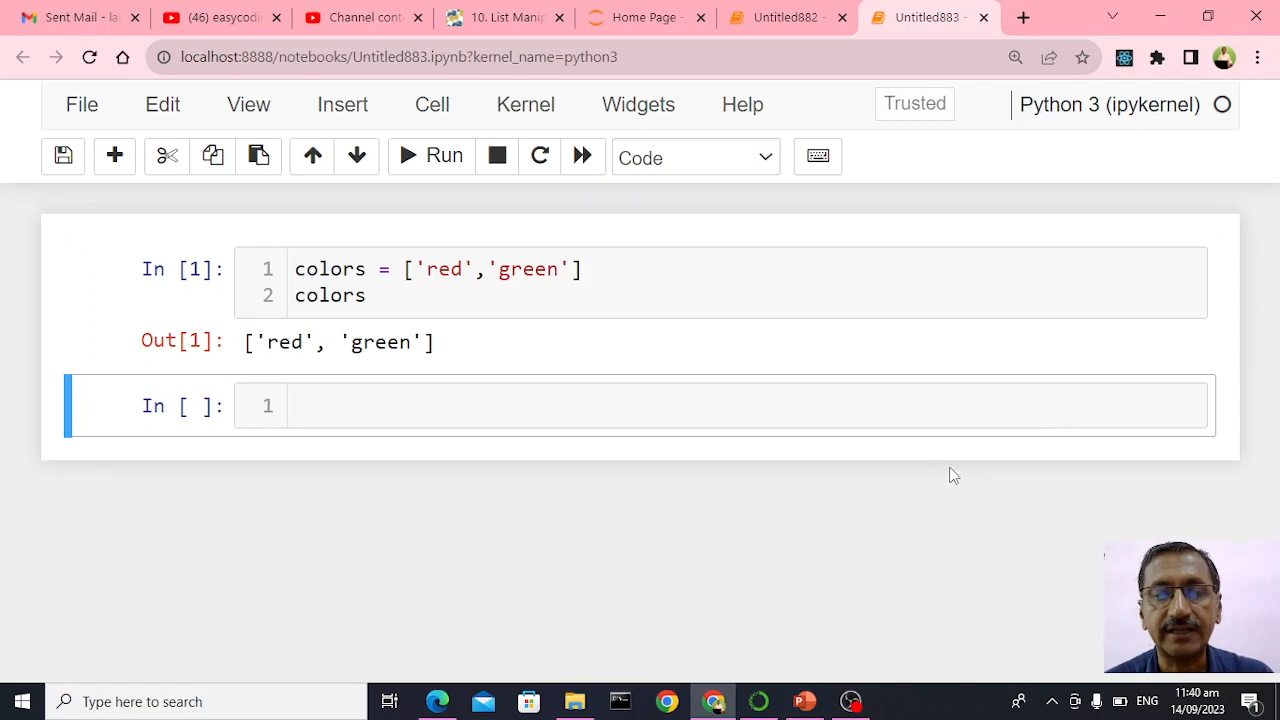 Sent Mail - la
(46) easycodi
Channel cont
10. List Mani
Home Page -
Untitled882 -
Untitled883 -
localhost:8888/notebooks/Untitled883.ipynb?kernel_name=python3
File Edit View Insert Cell Kernel Widgets Help Trusted Python 3 (ipykernel)
Run Code
In [1]: 1 colors = ['red','green']
2 colors
Out[1]: ['red', 'green']
In [ ]: 1
Type here to search
ENG
11:40 am
14/09/2023
1